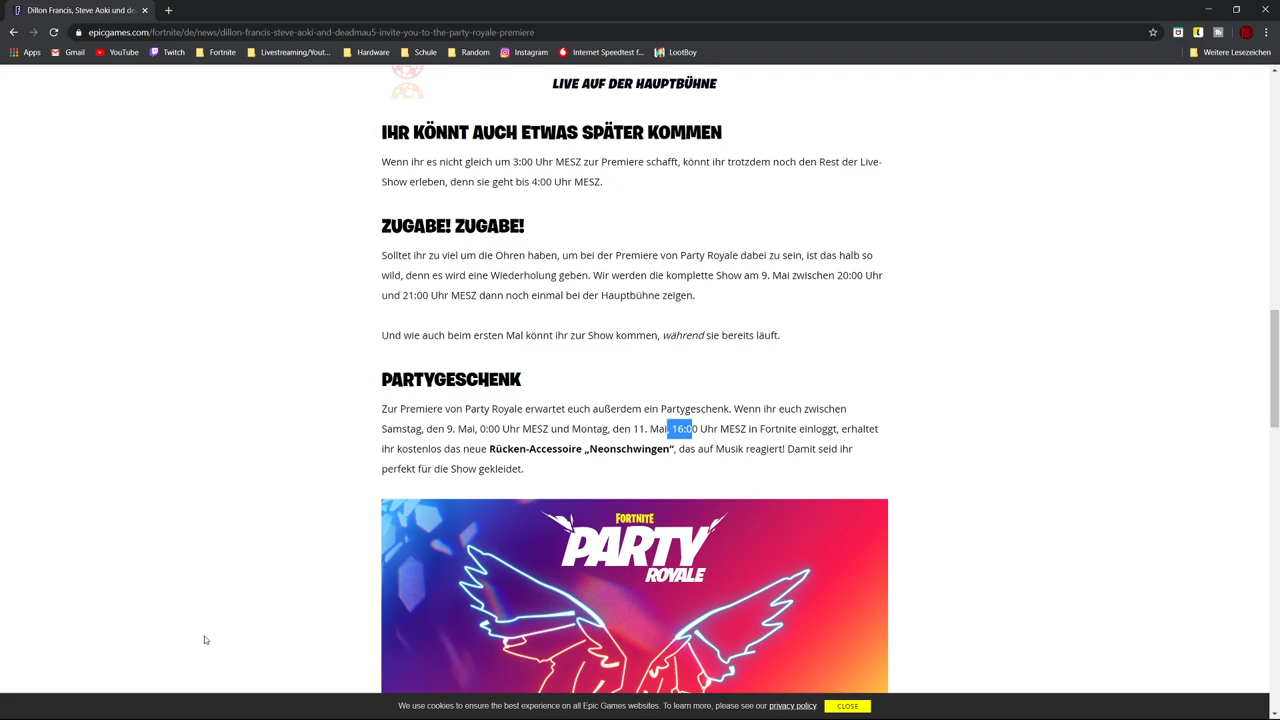 Dillon Francis, Steve Aoki und de
epicgames.com/fortnite/de/news/dillon-francis-steve-aoki-and-deadmau5-invite-you-to-the-party-royale-premiere
Apps Gmail YouTube Twitch Fortnite Livestreaming/Yout... Hardware Schule Random Instagram Internet Speedtest f... LootBoy Weitere Lesezeichen
LIVE AUF DER HAUPTBÜHNE
IHR KÖNNT AUCH ETWAS SPÄTER KOMMEN
Wenn ihr es nicht gleich um 3:00 Uhr MESZ zur Premiere schafft, könnt ihr trotzdem noch den Rest der Live-
Show erleben, denn sie geht bis 4:00 Uhr MESZ.
ZUGABE! ZUGABE!
Solltet ihr zu viel um die Ohren haben, um bei der Premiere von Party Royale dabei zu sein, ist das halb so
wild, denn es wird eine Wiederholung geben. Wir werden die komplette Show am 9. Mai zwischen 20:00 Uhr
und 21:00 Uhr MESZ dann noch einmal bei der Hauptbühne zeigen.
Und wie auch beim ersten Mal könnt ihr zur Show kommen, während sie bereits läuft.
PARTYGESCHENK
Zur Premiere von Party Royale erwartet euch außerdem ein Partygeschenk. Wenn ihr euch zwischen
Samstag, den 9. Mai, 0:00 Uhr MESZ und Montag, den 11. Mai, 16:00 Uhr MESZ in Fortnite einloggt, erhaltet
ihr kostenlos das neue Rücken-Accessoire „Neonschwingen“, das auf Musik reagiert! Damit seid ihr
perfekt für die Show gekleidet.
FORTNITE
PARTY
ROYALE
We use cookies to ensure the best experience on all Epic Games websites. To learn more, please see our privacy policy. CLOSE